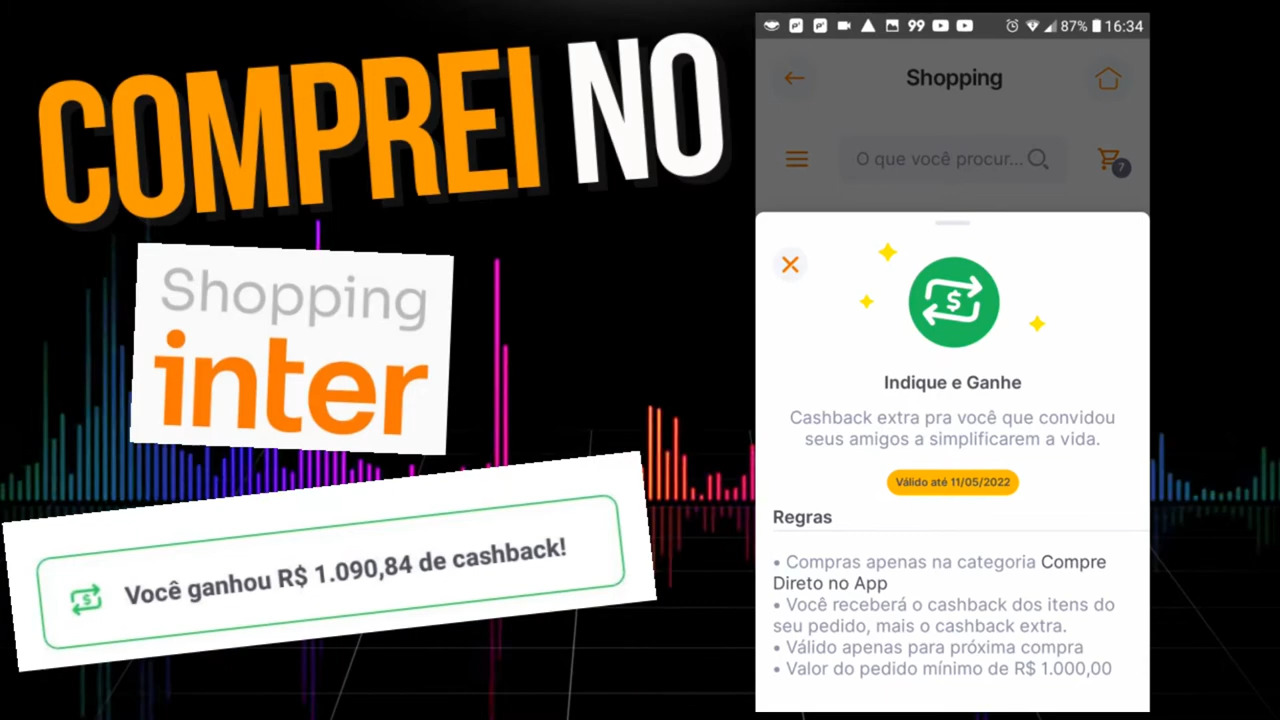 COMPREI NO
Shopping
inter
Você ganhou R$ 1.090,84 de cashback!
99
87%
16:34
Shopping
O que você procur...
7
Indique e Ganhe
Cashback extra pra você que convidou
seus amigos a simplificarem a vida.
Válido até 11/05/2022
Regras
• Compras apenas na categoria Compre
Direto no App
• Você receberá o cashback dos itens do
seu pedido, mais o cashback extra.
• Válido apenas para próxima compra
• Valor do pedido mínimo de R$ 1.000,00